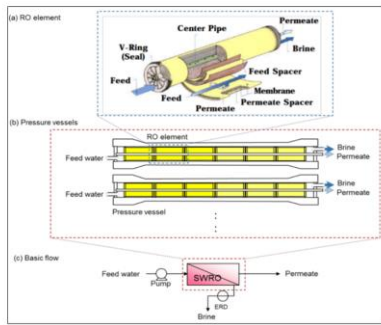 (a) RO element
Center Pipe
Permeate
V-Ring
(Seal)
Brine
Feed
Feed Spacer
Feed
Membrane
Permeate
Permeate Spacer
(b) Pressure vessels
RO element
Feed water
Brine
Permeate
Feed water
Brine
Permeate
Pressure vessel
(c) Basic flow
Feed water
Pump
SWRO
Permeate
ERD
Brine